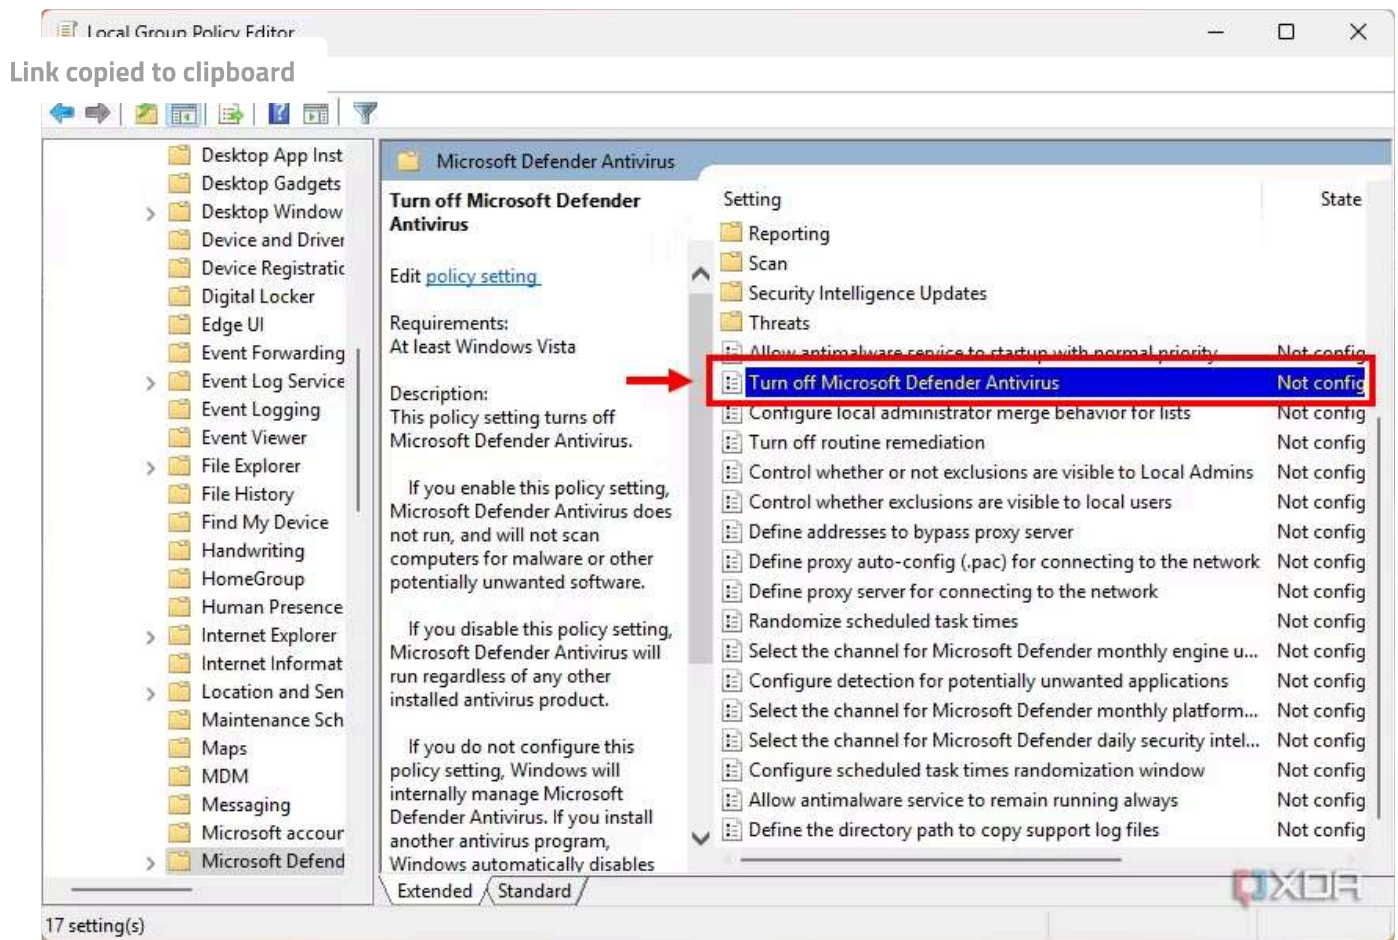 Local Group Policy Editor
Link copied to clipboard
Desktop App Inst
Desktop Gadgets
Desktop Window
Device and Driver
Device Registratic
Digital Locker
Edge UI
Event Forwarding
Event Log Service
Event Logging
Event Viewer
File Explorer
File History
Find My Device
Handwriting
HomeGroup
Human Presence
Internet Explorer
Internet Informat
Location and Sen
Maintenance Sch
Maps
MDM
Messaging
Microsoft accour
Microsoft Defend
Microsoft Defender Antivirus
Turn off Microsoft Defender
Antivirus
Edit policy setting
Requirements:
At least Windows Vista
Description:
This policy setting turns off
Microsoft Defender Antivirus.
If you enable this policy setting,
Microsoft Defender Antivirus does
not run, and will not scan
computers for malware or other
potentially unwanted software.
If you disable this policy setting,
Microsoft Defender Antivirus will
run regardless of any other
installed antivirus product.
If you do not configure this
policy setting, Windows will
internally manage Microsoft
Defender Antivirus. If you install
another antivirus program,
Windows automatically disables
Setting State
Reporting
Scan
Security Intelligence Updates
Threats
Allow antimalware service to startup with normal priority Not config
Turn off Microsoft Defender Antivirus Not config
Configure local administrator merge behavior for lists Not config
Turn off routine remediation Not config
Control whether or not exclusions are visible to Local Admins Not config
Control whether exclusions are visible to local users Not config
Define addresses to bypass proxy server Not config
Define proxy auto-config (.pac) for connecting to the network Not config
Define proxy server for connecting to the network Not config
Randomize scheduled task times Not config
Select the channel for Microsoft Defender monthly engine u... Not config
Configure detection for potentially unwanted applications Not config
Select the channel for Microsoft Defender monthly platform... Not config
Select the channel for Microsoft Defender daily security intel... Not config
Configure scheduled task times randomization window Not config
Allow antimalware service to remain running always Not config
Define the directory path to copy support log files Not config
Extended Standard
XDA
17 setting(s)